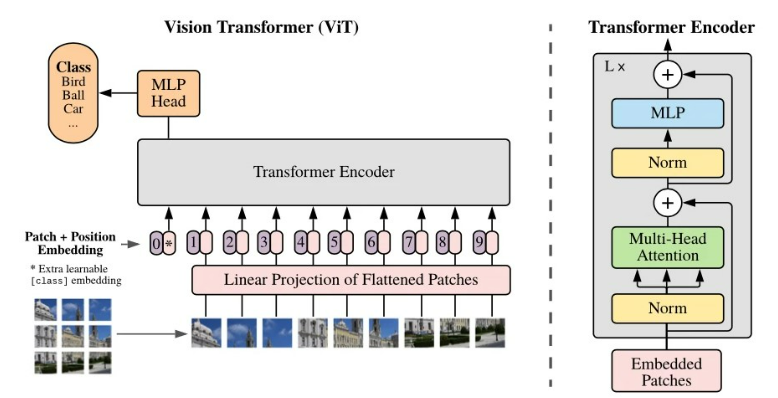 Vision Transformer (ViT)
Class
Bird
Ball
Car
...
MLP
Head
Transformer Encoder
Patch + Position
Embedding
0 * 1 2 3 4 5 6 7 8 9
* Extra learnable
[class] embedding
Linear Projection of Flattened Patches
Transformer Encoder
L ×
+
MLP
Norm
+
Multi-Head
Attention
Norm
Embedded
Patches